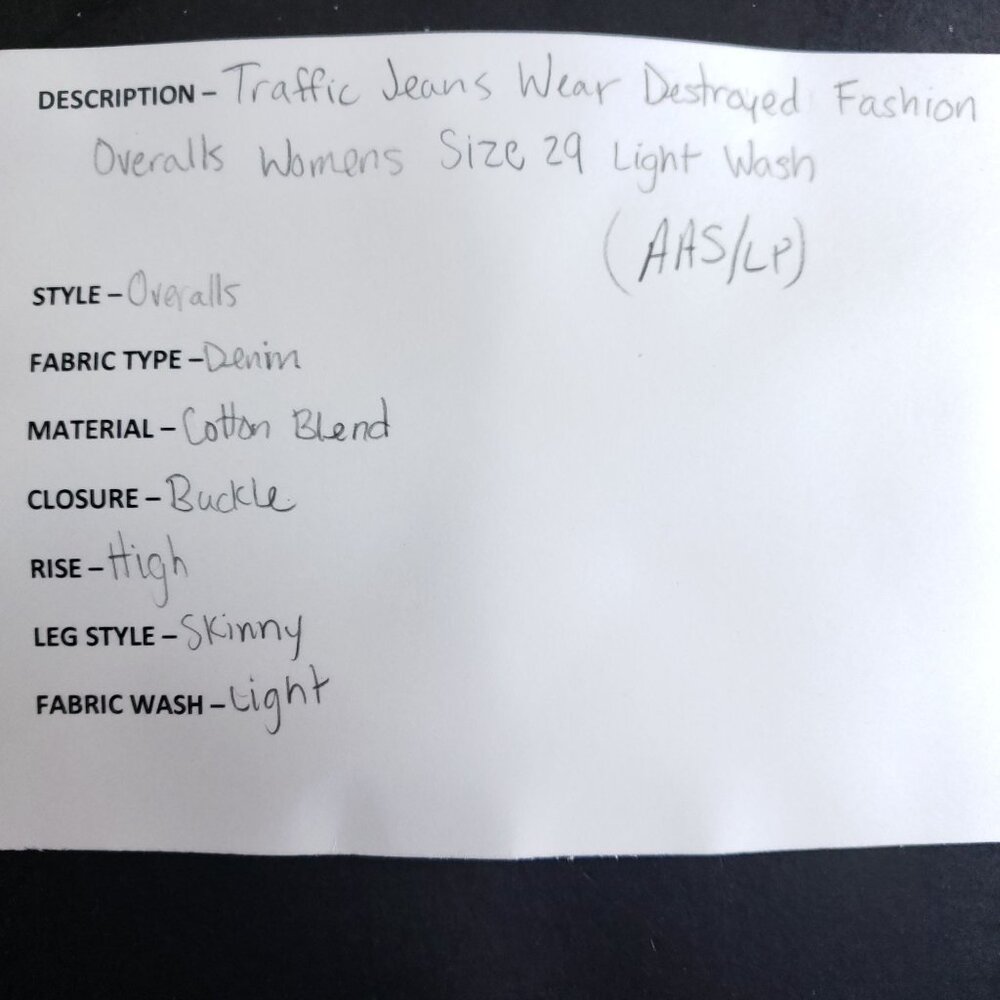 DESCRIPTION – Traffic Jeans Wear Destroyed Fashion
Overalls Womens Size 29 Light Wash
(AAS/LP)
STYLE – Overalls
FABRIC TYPE – Denim
MATERIAL – Cotton Blend
CLOSURE – Buckle
RISE – High
LEG STYLE – Skinny
FABRIC WASH – Light